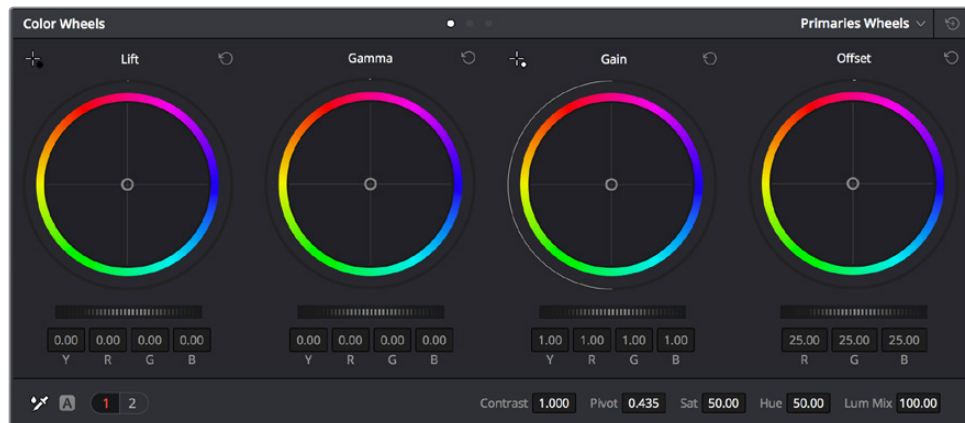 Color Wheels Primaries Wheels
Lift Gamma Gain Offset
0.00 0.00 0.00 0.00 0.00 0.00 0.00 0.00 1.00 1.00 1.00 1.00 25.00 25.00 25.00
Y R G B Y R G B Y R G B R G B
A 1 2 Contrast 1.000 Pivot 0.435 Sat 50.00 Hue 50.00 Lum Mix 100.00